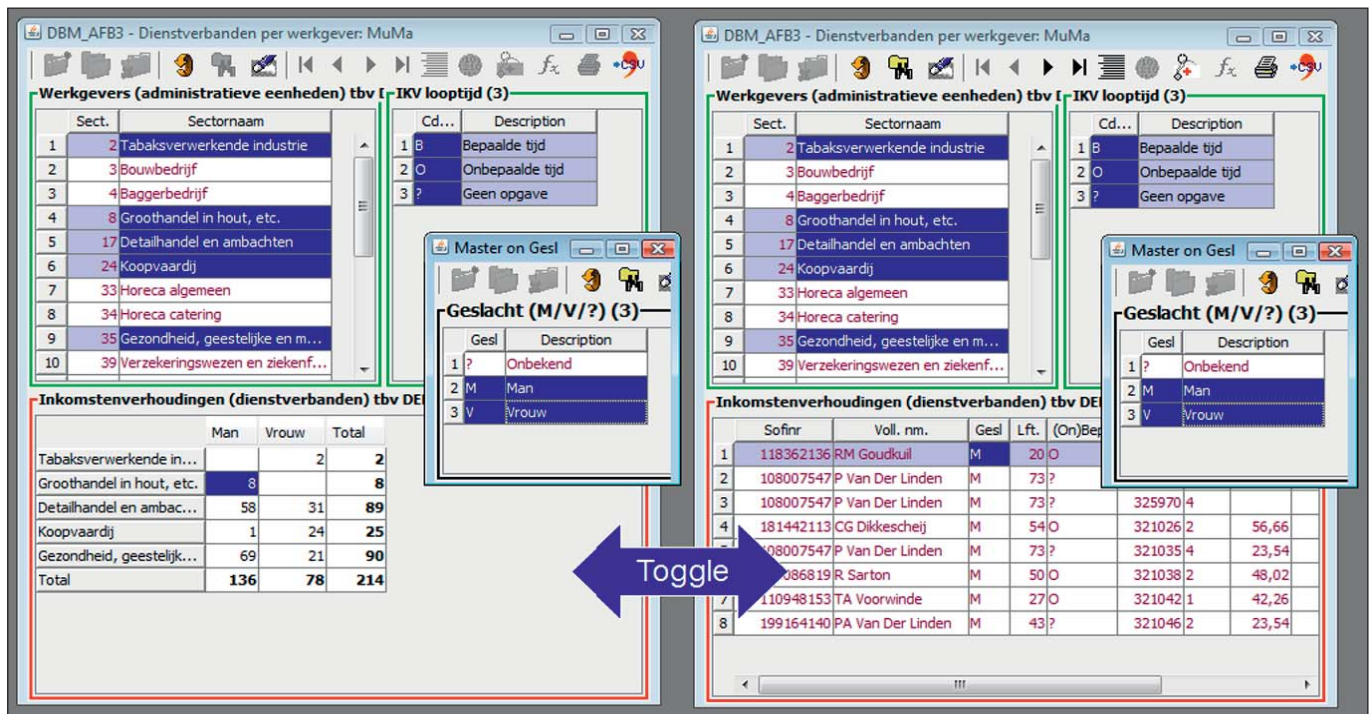 DBM_AFB3 - Dienstverbanden per werkgever: MuMa
fx
CSV
Werkgevers (administratieve eenheden) tbv
IKV looptijd (3)
Sect. Sectornaam
1 2 Tabaksverwerkende industrie
2 3 Bouwbedrijf
3 4 Baggerbedrijf
4 8 Groothandel in hout, etc.
5 17 Detailhandel en ambachten
6 24 Koopvaardij
7 33 Horeca algemeen
8 34 Horeca catering
9 35 Gezondheid, geestelijke en m...
10 39 Verzekeringswezen en ziekenf...
Cd... Description
1 B Bepaalde tijd
2 O Onbepaalde tijd
3 ? Geen opgave
Master on Gesl
Geslacht (M/V/?) (3)
Gesl Description
1 ? Onbekend
2 M Man
3 V Vrouw
Inkomstenverhoudingen (dienstverbanden) tbv
Man Vrouw Total
Tabaksverwerkende in... 2 2
Groothandel in hout, etc. 8 8
Detailhandel en ambac... 58 31 89
Koopvaardij 1 24 25
Gezondheid, geestelijk... 69 21 90
Total 136 78 214
Toggle
DBM_AFB3 - Dienstverbanden per werkgever: MuMa
fx
CSV
Werkgevers (administratieve eenheden) tbv
IKV looptijd (3)
Sect. Sectornaam
1 2 Tabaksverwerkende industrie
2 3 Bouwbedrijf
3 4 Baggerbedrijf
4 8 Groothandel in hout, etc.
5 17 Detailhandel en ambachten
6 24 Koopvaardij
7 33 Horeca algemeen
8 34 Horeca catering
9 35 Gezondheid, geestelijke en m...
10 39 Verzekeringswezen en ziekenf...
Cd... Description
1 B Bepaalde tijd
2 O Onbepaalde tijd
3 ? Geen opgave
Master on Gesl
Geslacht (M/V/?) (3)
Gesl Description
1 ? Onbekend
2 M Man
3 V Vrouw
Inkomstenverhoudingen (dienstverbanden) tbv
Sofinr Voll. nm. Gesl Lft.
1 118362136 RM Goudkuil M 20 O
2 108007547 P Van Der Linden M 73 ?
3 108007547 P Van Der Linden M 73 ? 325970 4
4 181442113 CG Dikkescheij M 54 O 321026 2 56,66
P Van Der Linden M 73 ? 321035 4 23,54
R Sarton M 50 O 321038 2 48,02
7 110948153 TA Voorwinde M 27 O 321042 1 42,26
8 199164140 PA Van Der Linden M 43 ? 321046 2 23,54